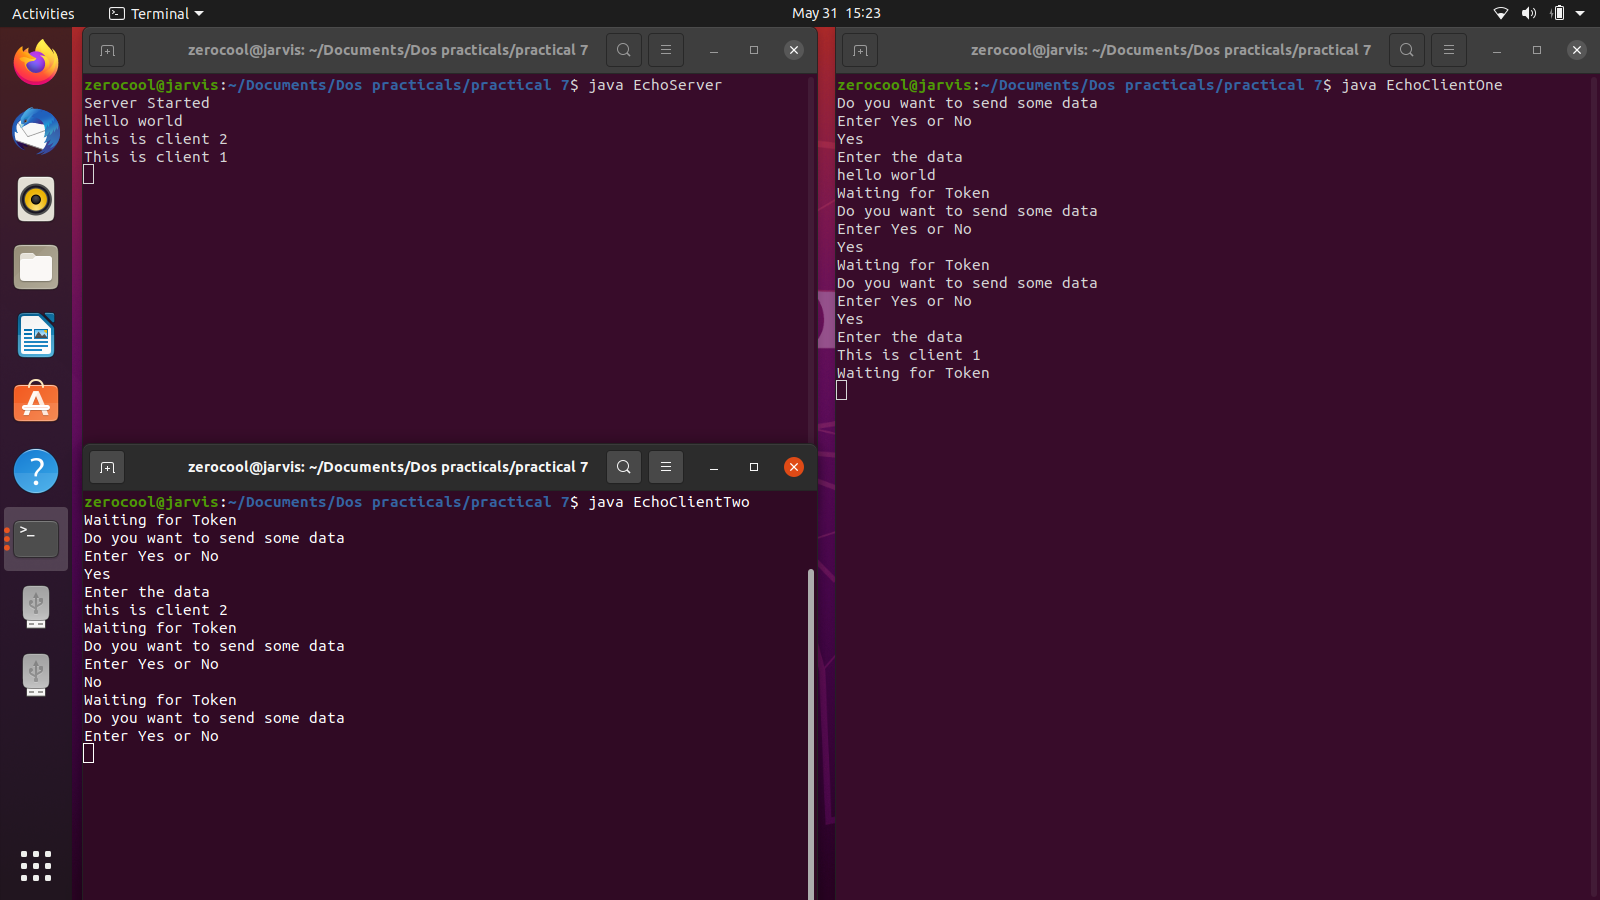 Activities
Terminal
May 31 15:23
zerocool@jarvis: ~/Documents/Dos practicals/practical 7
zerocool@jarvis:~/Documents/Dos practicals/practical 7$ java EchoServer
Server Started
hello world
this is client 2
This is client 1
zerocool@jarvis: ~/Documents/Dos practicals/practical 7
zerocool@jarvis:~/Documents/Dos practicals/practical 7$ java EchoClientOne
Do you want to send some data
Enter Yes or No
Yes
Enter the data
hello world
Waiting for Token
Do you want to send some data
Enter Yes or No
Yes
Waiting for Token
Do you want to send some data
Enter Yes or No
Yes
Enter the data
This is client 1
Waiting for Token
zerocool@jarvis: ~/Documents/Dos practicals/practical 7
zerocool@jarvis:~/Documents/Dos practicals/practical 7$ java EchoClientTwo
Waiting for Token
Do you want to send some data
Enter Yes or No
Yes
Enter the data
this is client 2
Waiting for Token
Do you want to send some data
Enter Yes or No
No
Waiting for Token
Do you want to send some data
Enter Yes or No